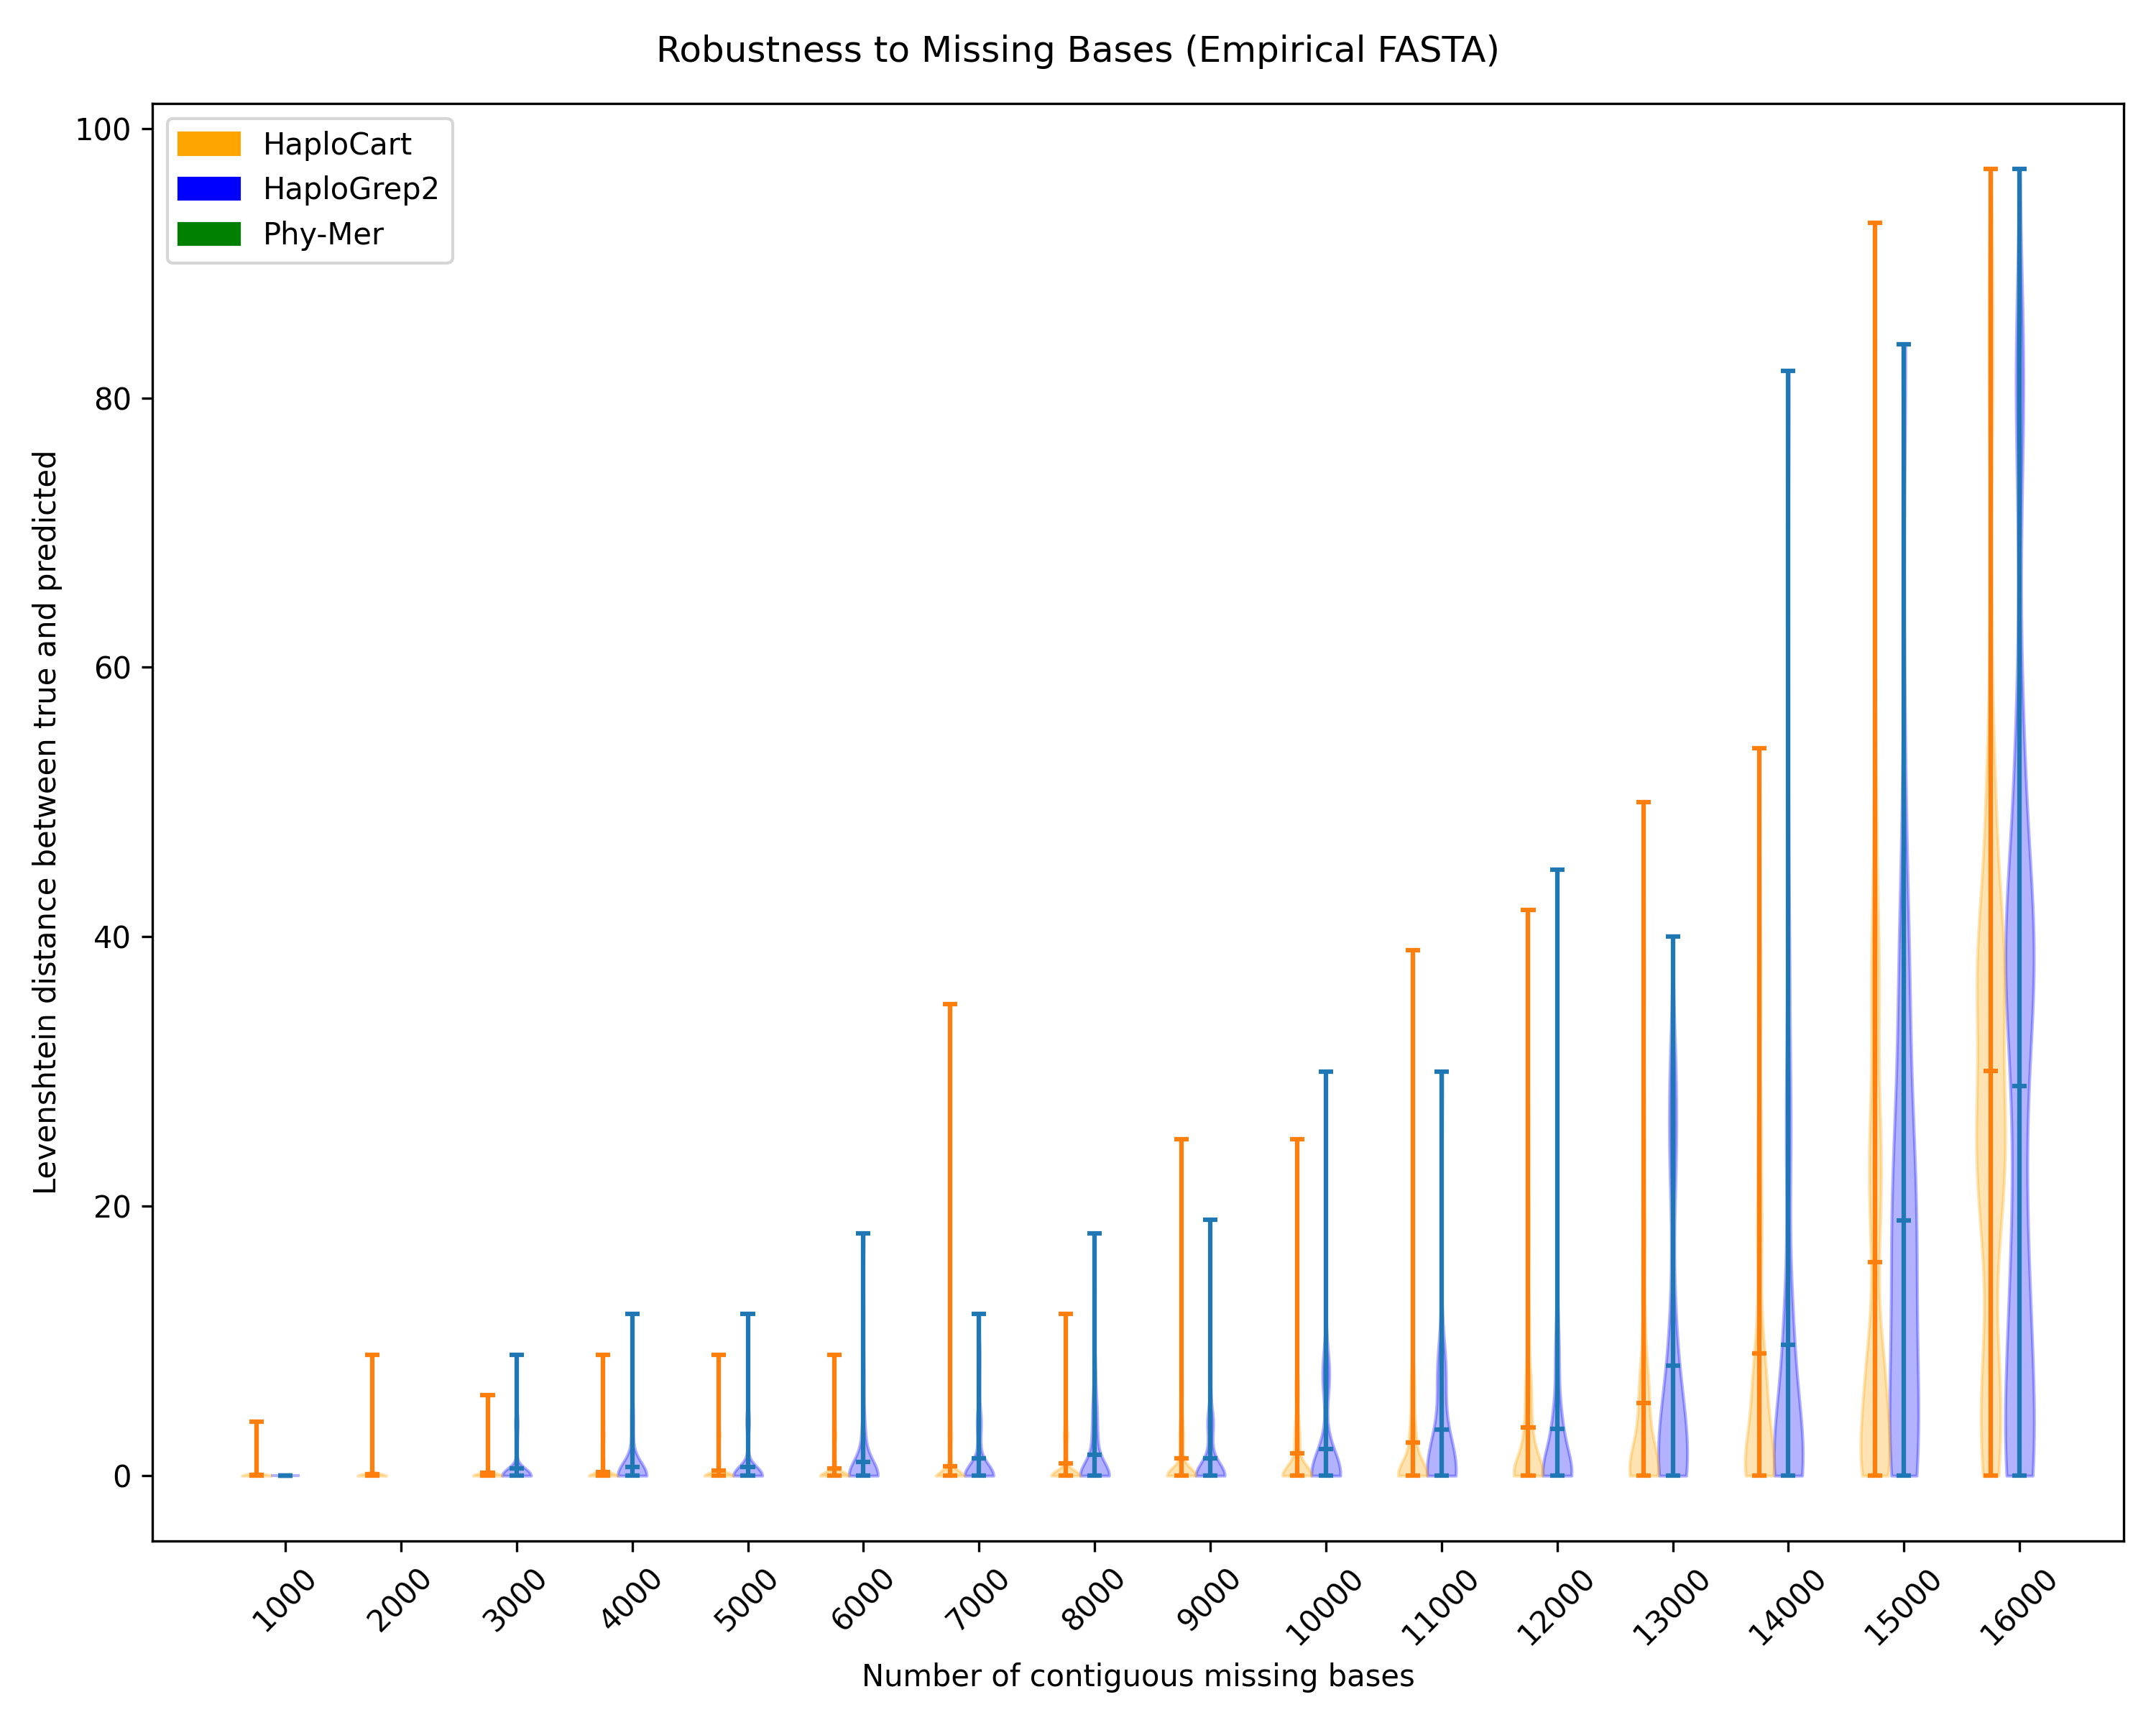 Robustness to Missing Bases (Empirical FASTA)
HaploCart
HaploGrep2
Phy-Mer
Levenshtein distance between true and predicted
100
80
60
40
20
0
1000 2000 3000 4000 5000 6000 7000 8000 9000 10000 11000 12000 13000 14000 15000 16000
Number of contiguous missing bases